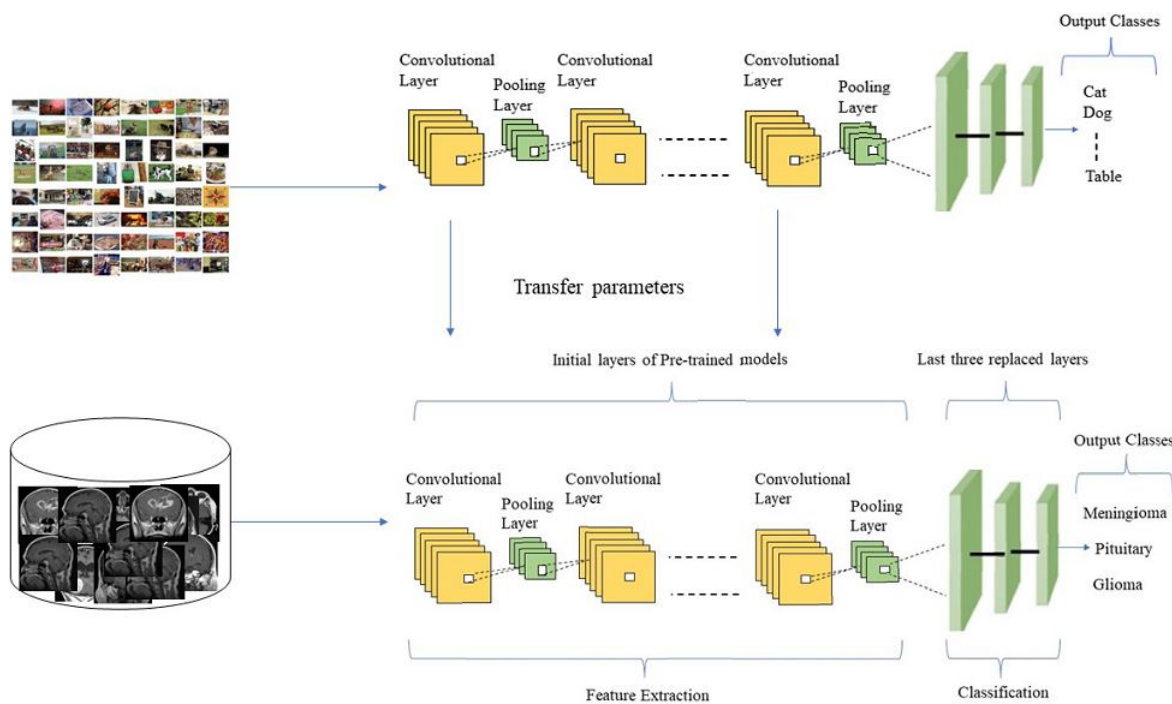 Output Classes
Convolutional
Layer
Pooling
Layer
Convolutional
Layer
Convolutional
Layer
Pooling
Layer
Cat
Dog
Table
Transfer parameters
Initial layers of Pre-trained models
Last three replaced layers
Output Classes
Convolutional
Layer
Pooling
Layer
Convolutional
Layer
Convolutional
Layer
Pooling
Layer
Meningioma
Pituitary
Glioma
Feature Extraction
Classification